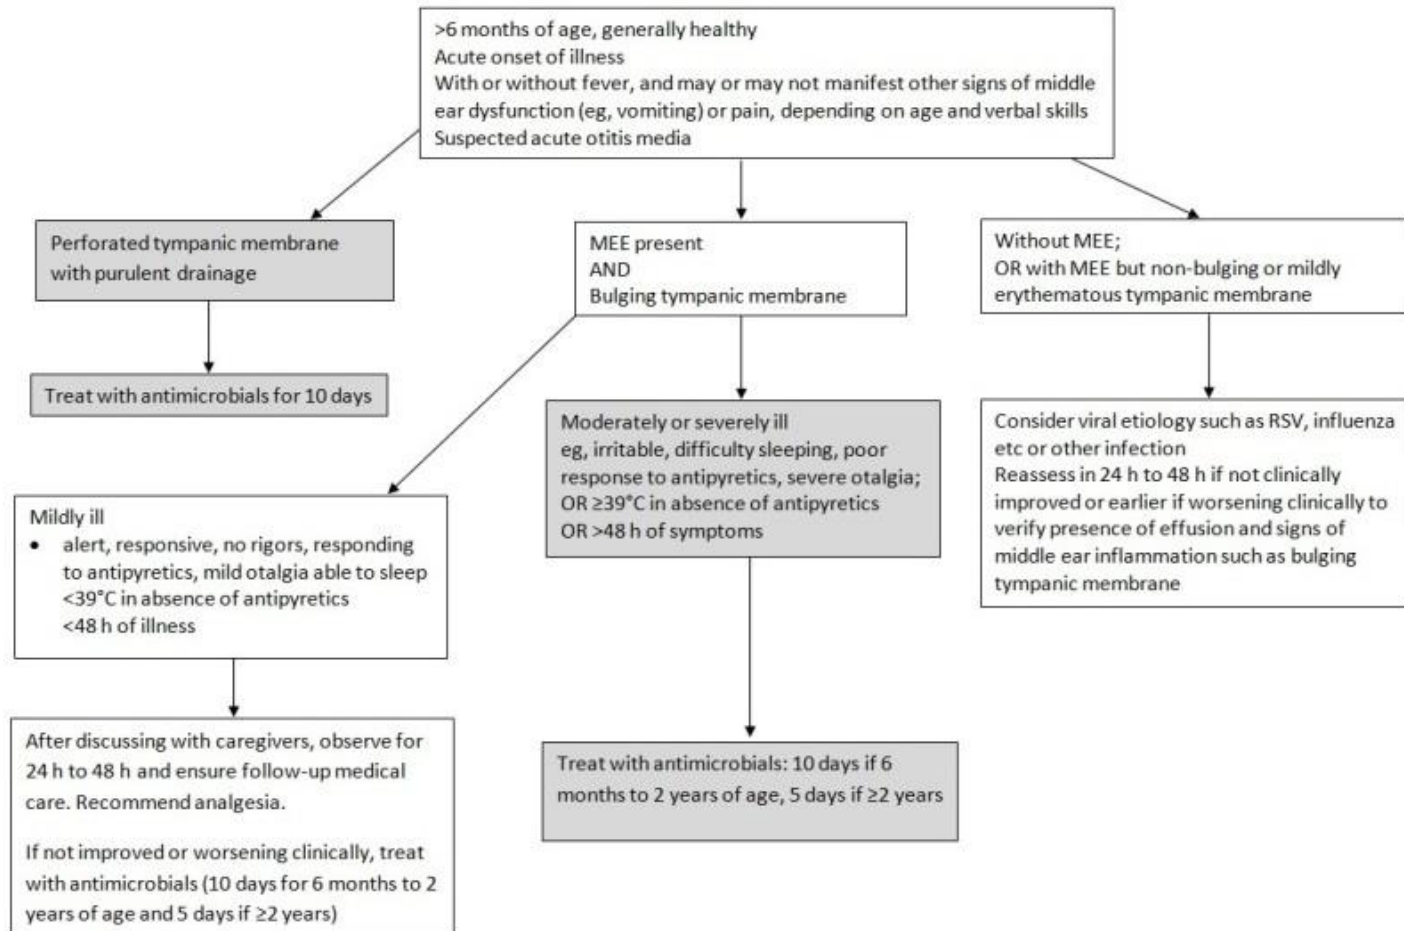 >6 months of age, generally healthy
Acute onset of illness
With or without fever, and may or may not manifest other signs of middle
ear dysfunction (eg, vomiting) or pain, depending on age and verbal skills
Suspected acute otitis media
Perforated tympanic membrane
with purulent drainage
Treat with antimicrobials for 10 days
MEE present
AND
Bulging tympanic membrane
Without MEE;
OR with MEE but non-bulging or mildly
erythematous tympanic membrane
Mildly ill
• alert, responsive, no rigors, responding
to antipyretics, mild otalgia able to sleep
<39°C in absence of antipyretics
<48 h of illness
Moderately or severely ill
eg, irritable, difficulty sleeping, poor
response to antipyretics, severe otalgia;
OR ≥39°C in absence of antipyretics
OR >48 h of symptoms
Consider viral etiology such as RSV, influenza
etc or other infection
Reassess in 24 h to 48 h if not clinically
improved or earlier if worsening clinically to
verify presence of effusion and signs of
middle ear inflammation such as bulging
tympanic membrane
After discussing with caregivers, observe for
24 h to 48 h and ensure follow-up medical
care. Recommend analgesia.
If not improved or worsening clinically, treat
with antimicrobials (10 days for 6 months to 2
years of age and 5 days if ≥2 years)
Treat with antimicrobials: 10 days if 6
months to 2 years of age, 5 days if ≥2 years